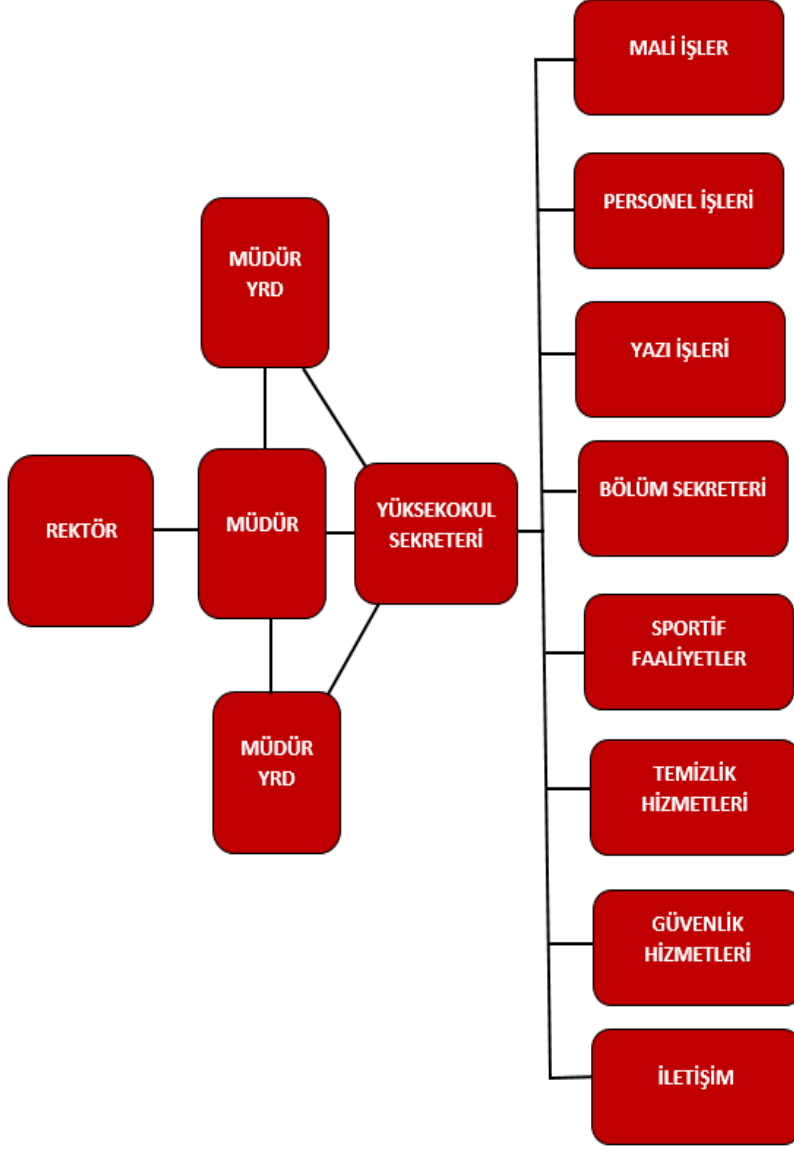 REKTÖR
MÜDÜR
YRD
MÜDÜR
MÜDÜR
YRD
YÜKSEKOKUL
SEKRETERİ
MALİ İŞLER
PERSONEL İŞLERİ
YAZI İŞLERİ
BÖLÜM SEKRETERİ
SPORTİF
FAALİYETLER
TEMİZLİK
HİZMETLERİ
GÜVENLİK
HİZMETLERİ
İLETİŞİM